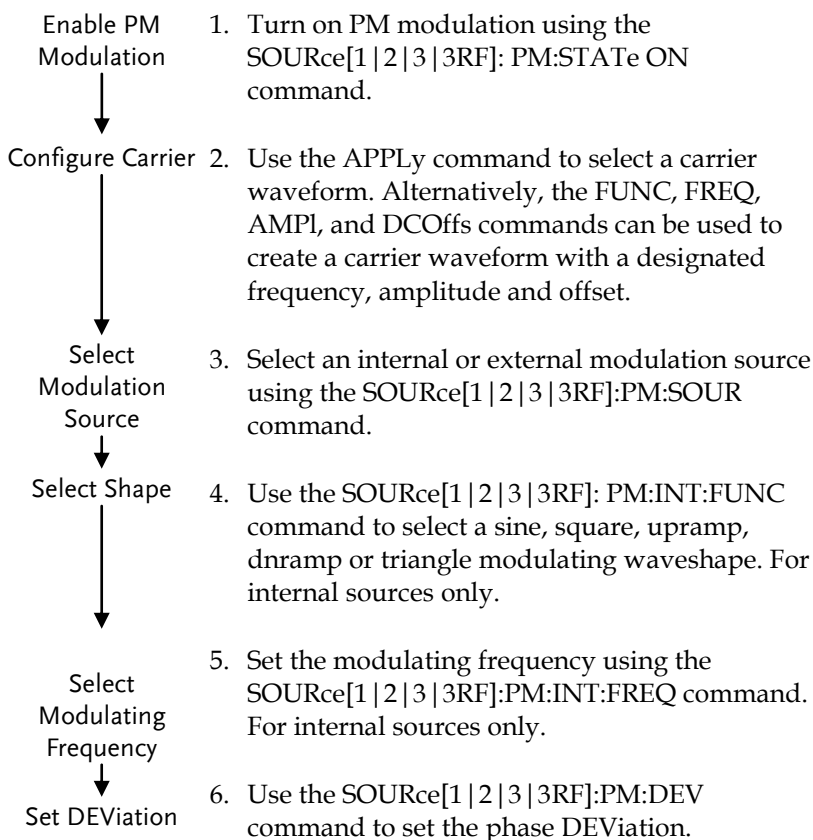 Enable PM
Modulation
1. Turn on PM modulation using the
SOURce[1|2|3|3RF]: PM:STATe ON
command.
Configure Carrier
2. Use the APPLy command to select a carrier
waveform. Alternatively, the FUNC, FREQ,
AMPl, and DCOffs commands can be used to
create a carrier waveform with a designated
frequency, amplitude and offset.
Select
Modulation
Source
3. Select an internal or external modulation source
using the SOURce[1|2|3|3RF]:PM:SOUR
command.
Select Shape
4. Use the SOURce[1|2|3|3RF]: PM:INT:FUNC
command to select a sine, square, upramp,
dnramp or triangle modulating waveshape. For
internal sources only.
Select
Modulating
Frequency
5. Set the modulating frequency using the
SOURce[1|2|3|3RF]:PM:INT:FREQ command.
For internal sources only.
Set DEViation
6. Use the SOURce[1|2|3|3RF]:PM:DEV
command to set the phase DEViation.